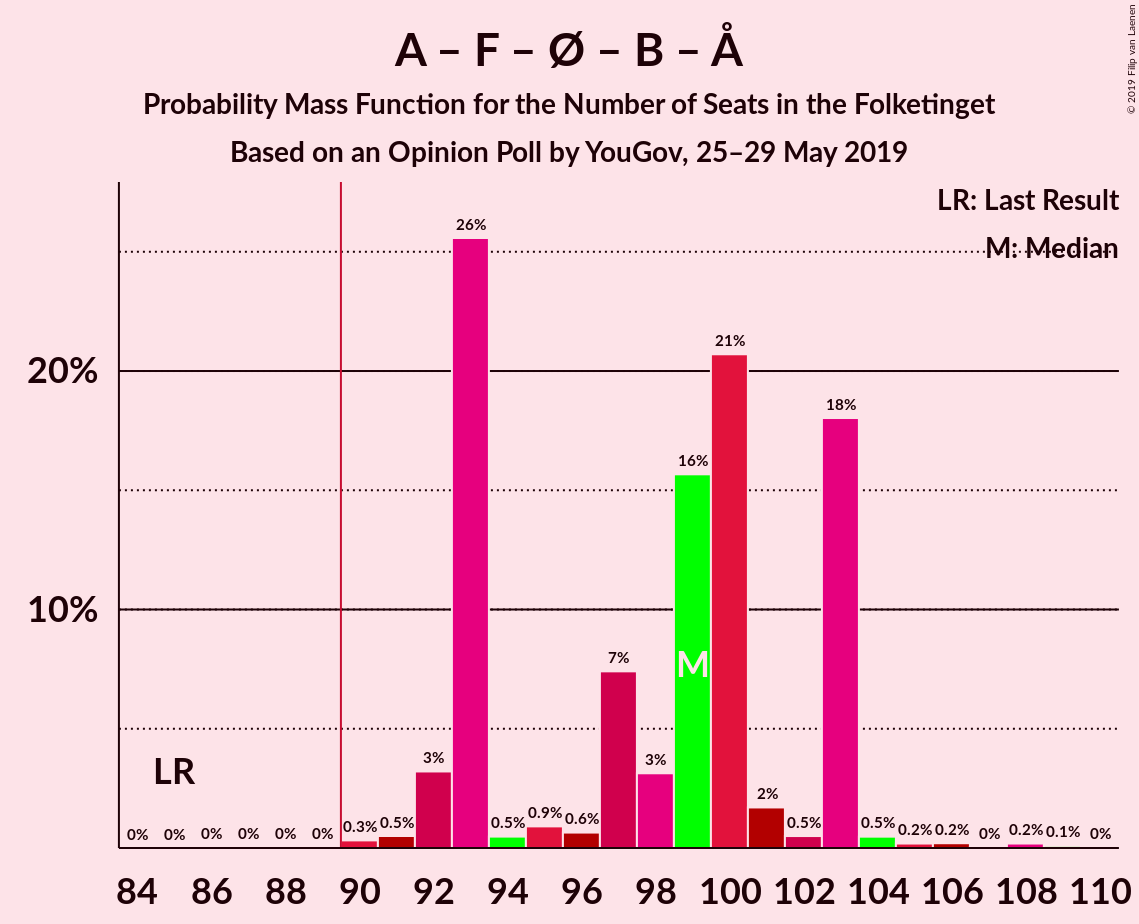 A – F – Ø – B – Å
Probability Mass Function for the Number of Seats in the Folketinget
Based on an Opinion Poll by YouGov, 25–29 May 2019
© 2019 Filip van Laenen
LR: Last Result
M: Median
20%
10%
26%
21%
18%
16%
7%
M
3%
3%
LR
2%
0% 0% 0% 0% 0% 0% 0.3% 0.5% 0.5% 0.9% 0.6% 0.5% 0.5% 0.2% 0.2% 0% 0.2% 0.1% 0%
84 86 88 90 92 94 96 98 100 102 104 106 108 110